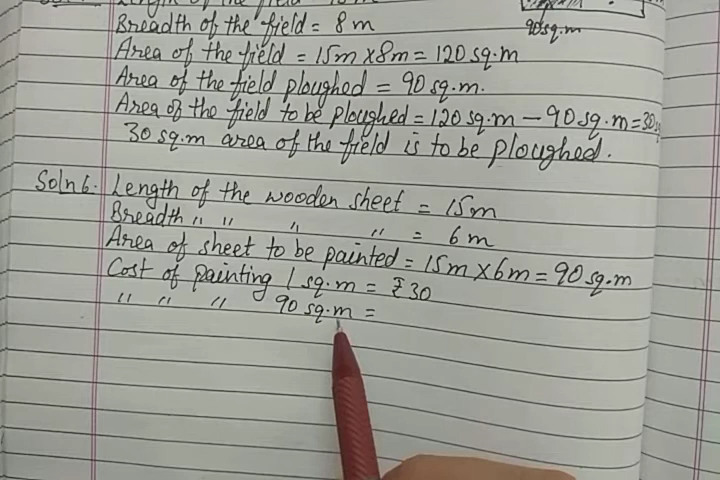 Breadth of the field = 8 m
90sq.m
Area of the field = 15m x8m = 120 sq.m
Area of the field ploughed = 90 sq.m.
Area of the field to be ploughed = 120 sq.m - 90 sq.m = 30
30 sq.m area of the field is to be ploughed.
Soln 6. Length of the wooden sheet = 15m
Breadth " " " " = 6 m
Area of sheet to be painted = 15m x 6m = 90 sq.m
Cost of painting 1 sq.m = ₹30
" " " 90 sq.m =